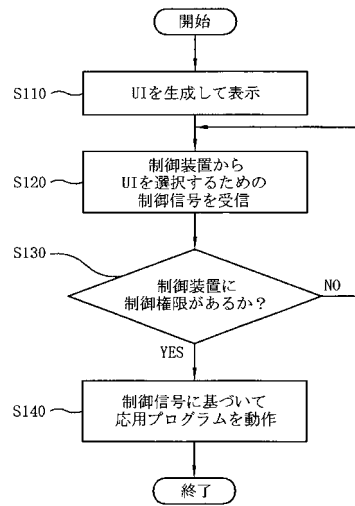 開始
S110
UIを生成して表示
S120
制御装置から
UIを選択するための
制御信号を受信
S130
制御装置に
制御権限があるか?
NO
YES
S140
制御信号に基づいて
応用プログラムを動作
終了